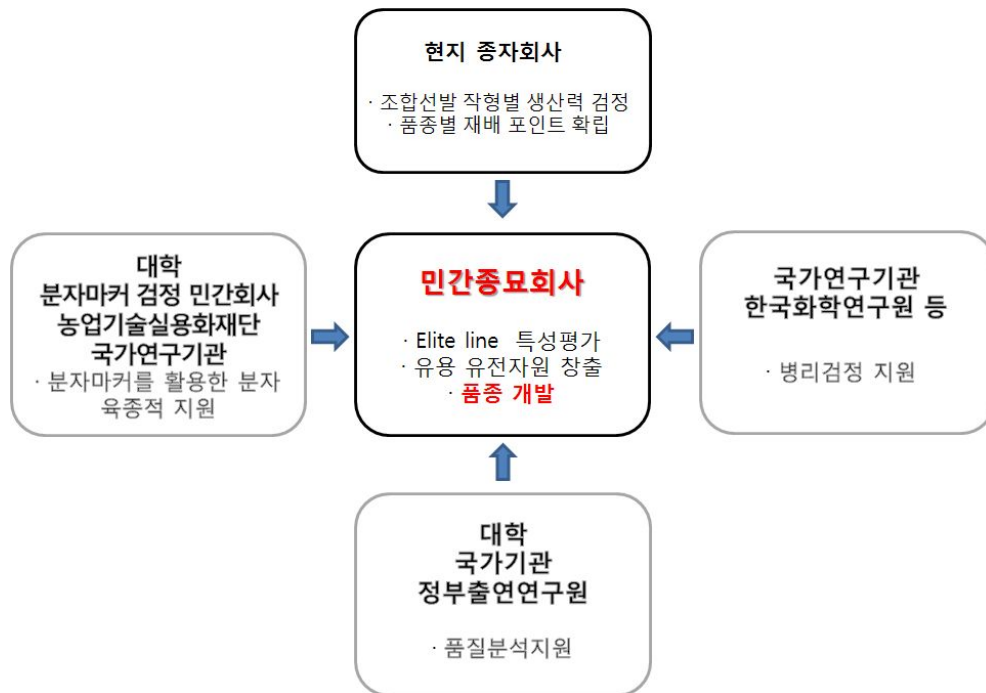 현지 종자회사
· 조합선발 작형별 생산력 검정
· 품종별 재배 포인트 확립
대학
분자마커 검정 민간회사
농업기술실용화재단
국가연구기관
· 분자마커를 활용한 분자
육종적 지원
민간종묘회사
· Elite line 특성평가
· 유용 유전자원 창출
· 품종 개발
국가연구기관
한국화학연구원 등
· 병리검정 지원
대학
국가기관
정부출연연구원
· 품질분석지원